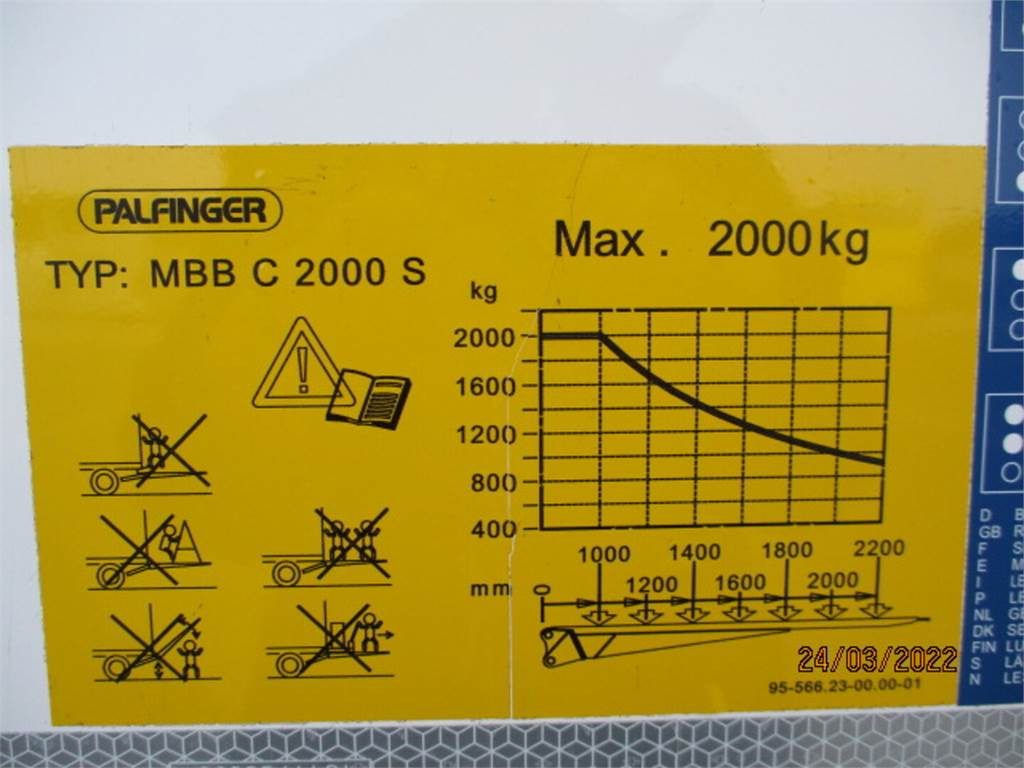 PALFINGER
TYP: MBB C 2000 S
Max. 2000kg
kg
2000
1600
1200
800
400
1000 1400 1800 2200
mm 0 1200 1600 2000
24/03/2022
95-566.23-00.00-01
D
GB
F
E
I
P
NL
DK
FIN
S
N